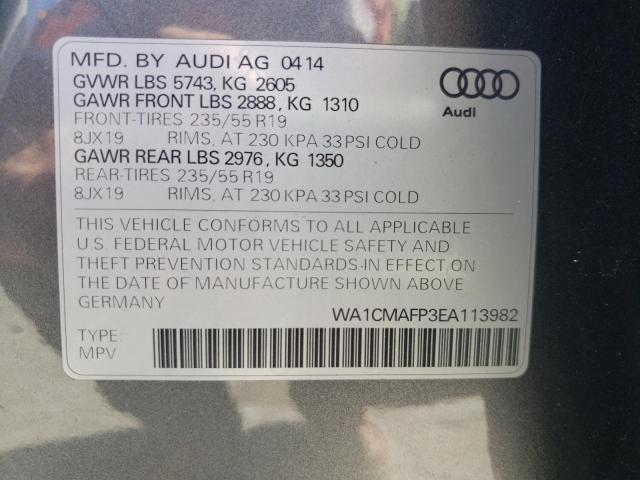 MFD. BY AUDI AG 04 14
GVWR LBS 5743, KG 2605
GAWR FRONT LBS 2888, KG 1310
FRONT-TIRES 235/55 R19
8JX19 RIMS, AT 230 KPA 33 PSI COLD
GAWR REAR LBS 2976, KG 1350
REAR-TIRES 235/55 R19
8JX19 RIMS, AT 230 KPA 33 PSI COLD
Audi
THIS VEHICLE CONFORMS TO ALL APPLICABLE
U.S. FEDERAL MOTOR VEHICLE SAFETY AND
THEFT PREVENTION STANDARDS IN EFFECT ON
THE DATE OF MANUFACTURE SHOWN ABOVE
GERMANY
WA1CMAFP3EA113982
TYPE:
MPV